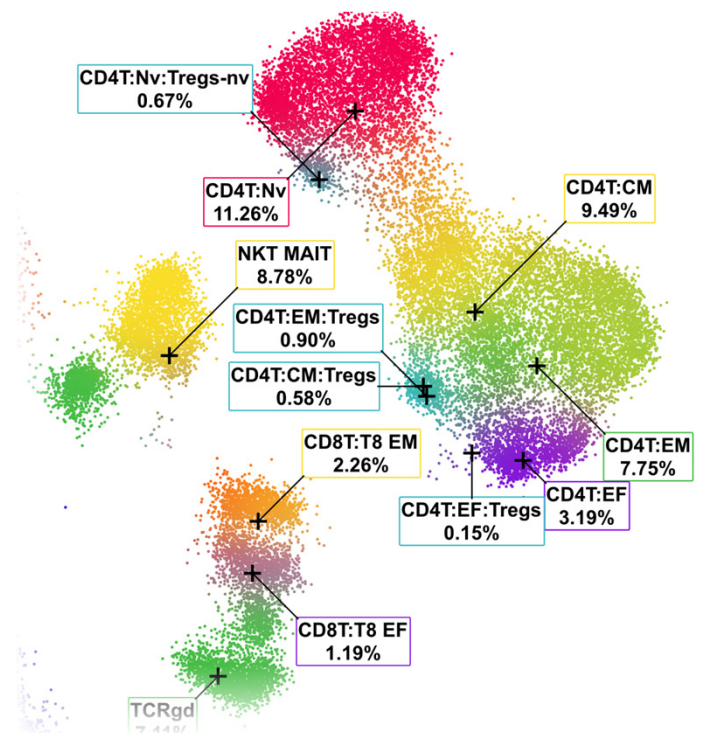 CD4T:Nv:Tregs-nv
0.67%
CD4T:Nv
11.26%
CD4T:CM
9.49%
NKT MAIT
8.78%
CD4T:EM:Tregs
0.90%
CD4T:CM:Tregs
0.58%
CD8T:T8 EM
2.26%
CD4T:EM
7.75%
CD4T:EF
3.19%
CD4T:EF:Tregs
0.15%
CD8T:T8 EF
1.19%
TCRgd
7.11%